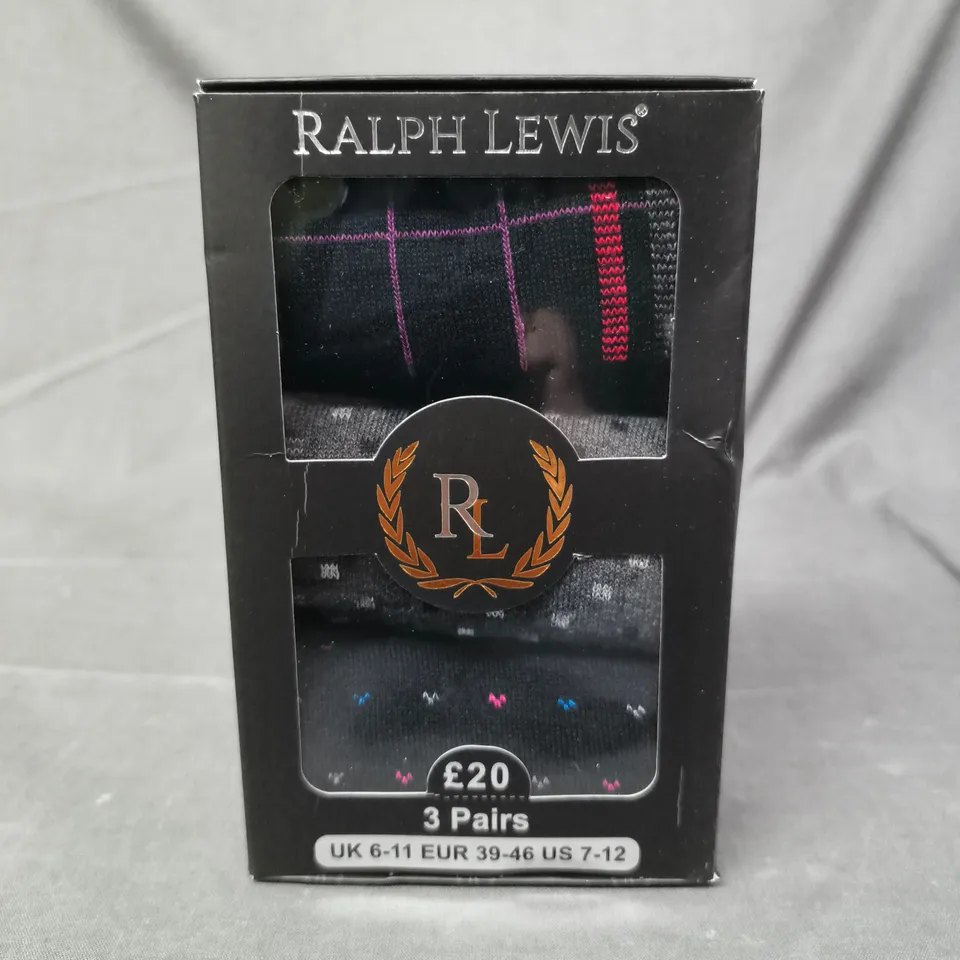 RALPH LEWIS®
RL
£20
3 Pairs
UK 6-11 EUR 39-46 US 7-12